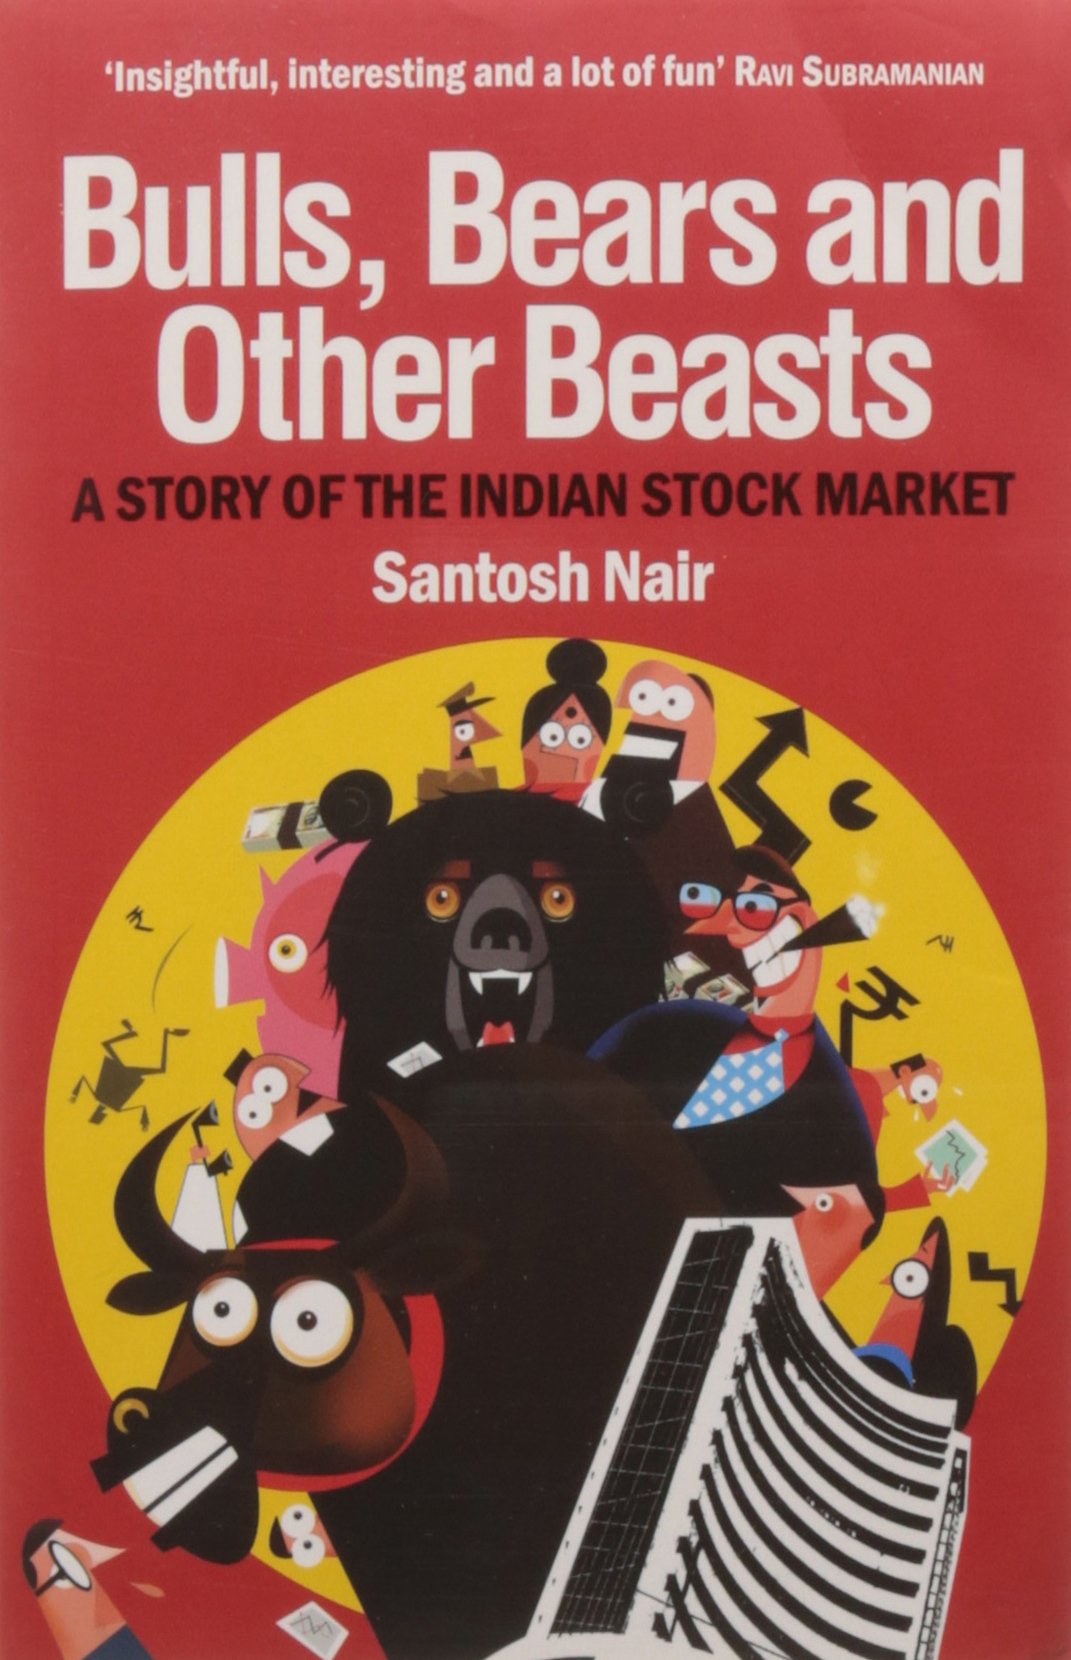 ‘Insightful, interesting and a lot of fun’ RAVI SUBRAMANIAN
Bulls, Bears and
Other Beasts
A STORY OF THE INDIAN STOCK MARKET
Santosh Nair
₹
₹
₹